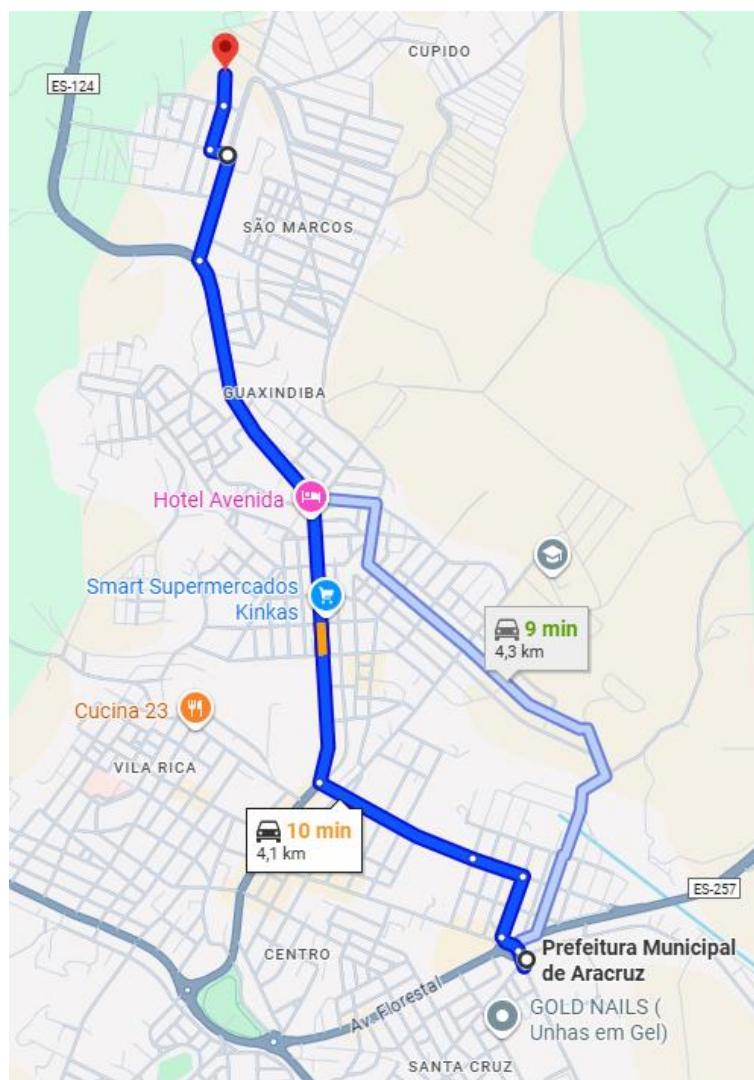 CUPIDO
ES-124
SÃO MARCOS
GUAXINDIBA
Hotel Avenida
Smart Supermercados
Kinkas
9 min
4,3 km
Cucina 23
VILA RICA
10 min
4,1 km
ES-257
CENTRO
Prefeitura Municipal
de Aracruz
Av. Florestal
GOLD NAILS (
Unhas em Gel)
SANTA CRUZ